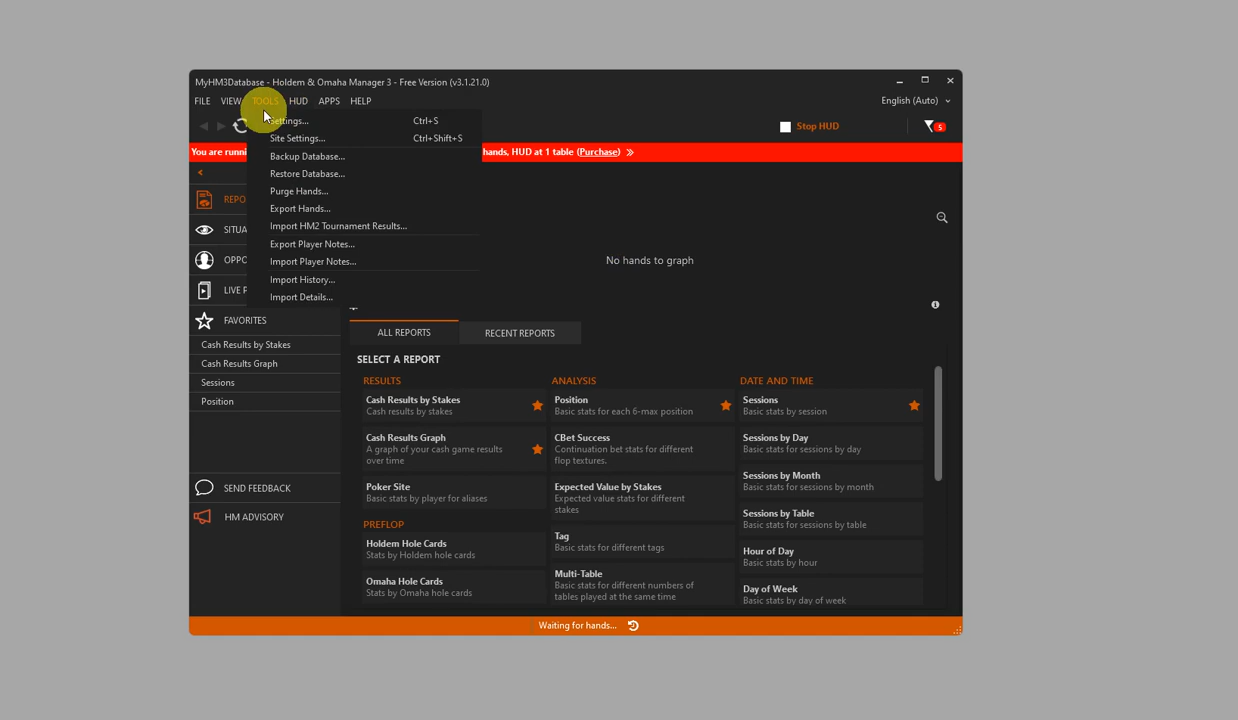 MyHM3Database - Holdem & Omaha Manager 3 - Free Version (v3.1.21.0)
FILE VIEW TOOLS HUD APPS HELP
English (Auto)
Settings... Ctrl+S
Stop HUD
5
Site Settings... Ctrl+Shift+S
You are hands, HUD at 1 table (Purchase) »
Backup Database...
Restore Database...
Purge Hands...
Export Hands...
Import HM2 Tournament Results...
Export Player Notes...
Import Player Notes...
Import History...
Import Details...
<
REPO
SITUA
OPPO
LIVE P
FAVORITES
Cash Results by Stakes
Cash Results Graph
Sessions
Position
SEND FEEDBACK
HM ADVISORY
No hands to graph
ALL REPORTS RECENT REPORTS
SELECT A REPORT
RESULTS
Cash Results by Stakes
Cash results by stakes
Cash Results Graph
A graph of your cash game results
over time
Poker Site
Basic stats by player for aliases
PREFLOP
Holdem Hole Cards
Stats by Holdem hole cards
Omaha Hole Cards
Stats by Omaha hole cards
ANALYSIS
Position
Basic stats for each 6-max position
CBet Success
Continuation bet stats for different
flop textures.
Expected Value by Stakes
Expected value stats for different
stakes
Tag
Basic stats for different tags
Multi-Table
Basic stats for different numbers of
tables played at the same time
DATE AND TIME
Sessions
Basic stats by session
Sessions by Day
Basic stats for sessions by day
Sessions by Month
Basic stats for sessions by month
Sessions by Table
Basic stats for sessions by table
Hour of Day
Basic stats by hour
Day of Week
Basic stats by day of week
Waiting for hands...